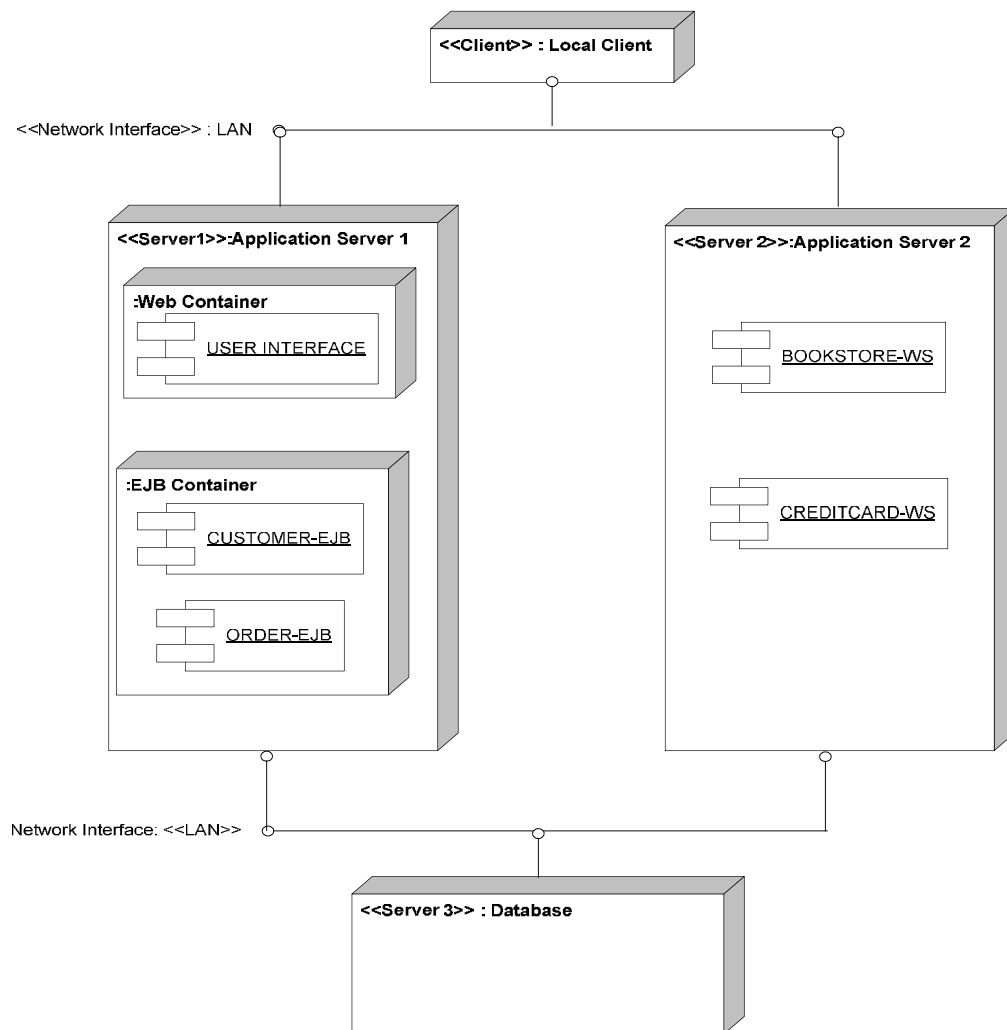 <<Client>> : Local Client
<<Network Interface>> : LAN
<<Server1>>:Application Server 1
:Web Container
USER INTERFACE
:EJB Container
CUSTOMER-EJB
ORDER-EJB
<<Server 2>>:Application Server 2
BOOKSTORE-WS
CREDITCARD-WS
Network Interface: <<LAN>>
<<Server 3>> : Database